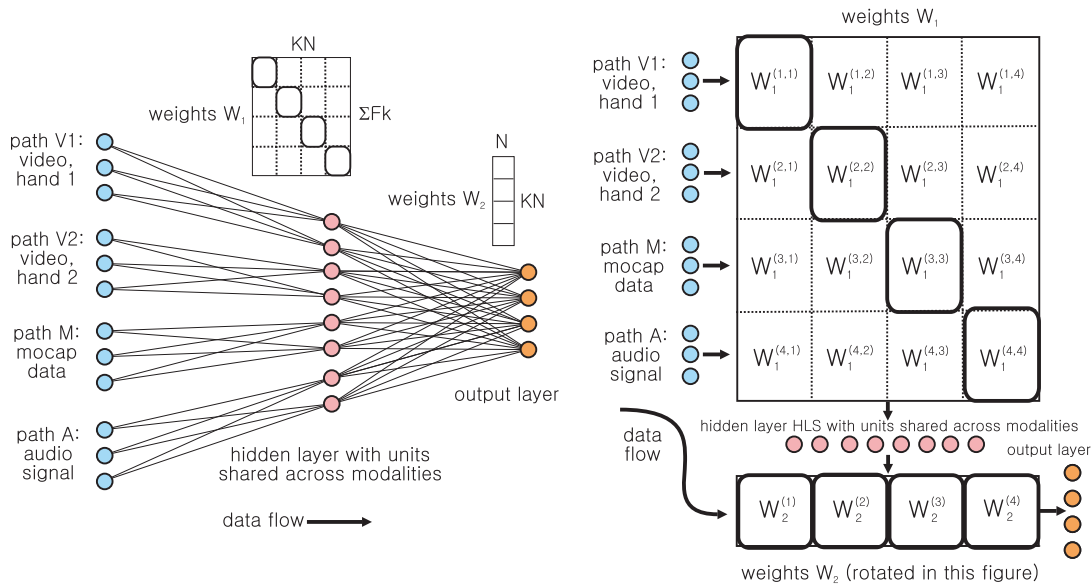 KN
weights W₁
ΣFk
N
weights W₂
KN
path V1:
video,
hand 1
path V2:
video,
hand 2
path M:
mocap
data
path A:
audio
signal
output layer
hidden layer with units
shared across modalities
data flow
weights W₁
path V1:
video,
hand 1
W₁⁽¹,¹⁾ W₁⁽¹,²⁾ W₁⁽¹,³⁾ W₁⁽¹,⁴⁾
path V2:
video,
hand 2
W₁⁽²,¹⁾ W₁⁽²,²⁾ W₁⁽²,³⁾ W₁⁽²,⁴⁾
path M:
mocap
data
W₁⁽³,¹⁾ W₁⁽³,²⁾ W₁⁽³,³⁾ W₁⁽³,⁴⁾
path A:
audio
signal
W₁⁽⁴,¹⁾ W₁⁽⁴,²⁾ W₁⁽⁴,³⁾ W₁⁽⁴,⁴⁾
hidden layer HLS with units shared across modalities
data
flow
output layer
W₂⁽¹⁾ W₂⁽²⁾ W₂⁽³⁾ W₂⁽⁴⁾
weights W₂ (rotated in this figure)